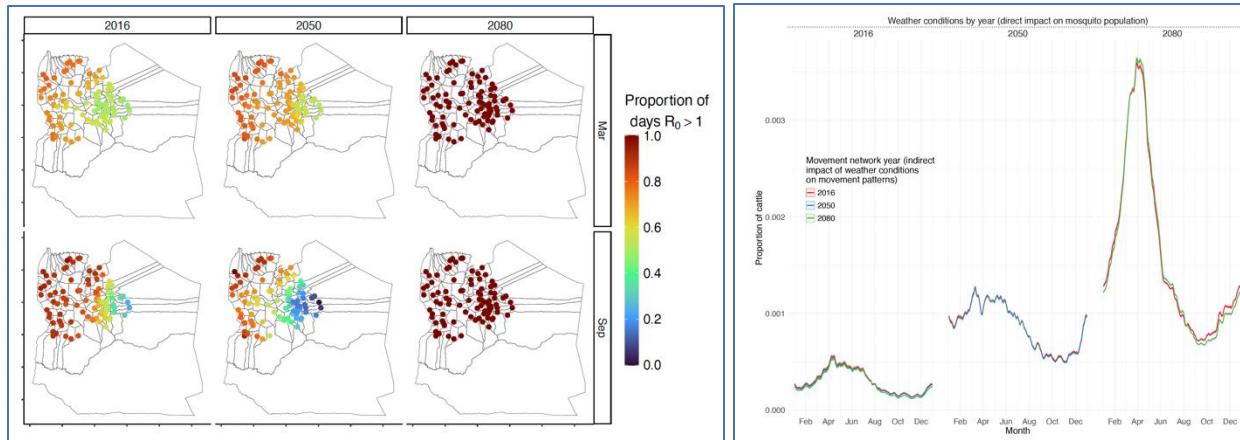 2016 2050 2080
Mar
Sep
Proportion of
days R₀ > 1
1.0
0.8
0.6
0.4
0.2
0.0
Weather conditions by year (direct impact on mosquito population)
2016 2050 2080
Proportion of cattle
0.003
0.002
0.001
0.000
Movement network year (indirect
impact of weather conditions
on movement patterns)
2016
2050
2080
Feb Apr Jun Aug Oct Dec Feb Apr Jun Aug Oct Dec Feb Apr Jun Aug Oct Dec
Month